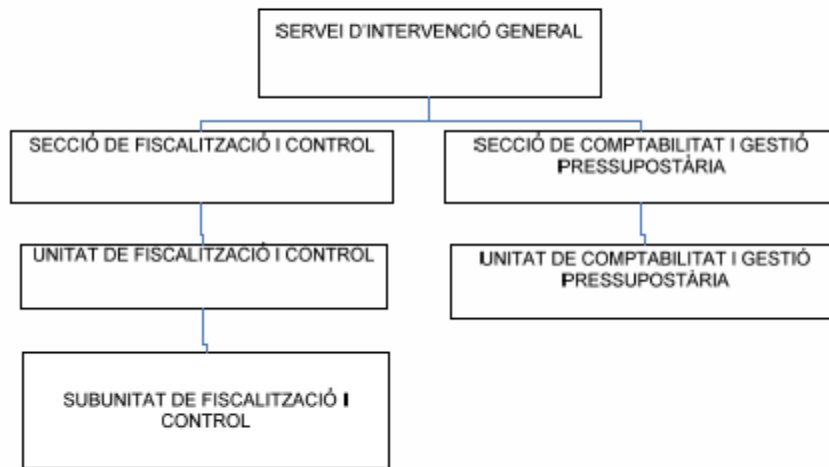 SERVEI D'INTERVENCIÓ GENERAL
SECCIÓ DE FISCALITZACIÓ I CONTROL
SECCIÓ DE COMPTABILITAT I GESTIÓ
PRESSUPOSTÀRIA
UNITAT DE FISCALITZACIÓ I CONTROL
UNITAT DE COMPTABILITAT I GESTIÓ
PRESSUPOSTÀRIA
SUBUNITAT DE FISCALITZACIÓ I
CONTROL